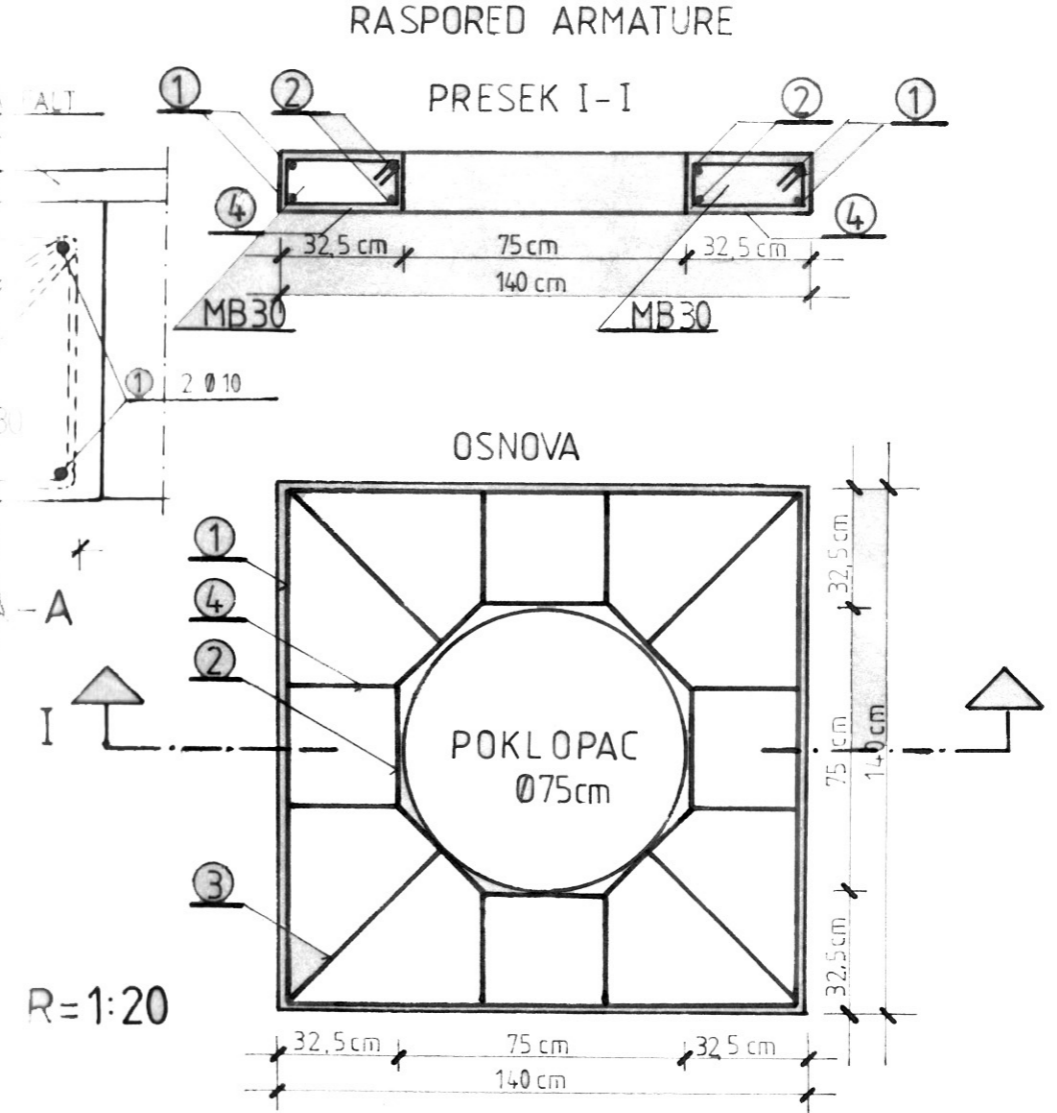 RASPORED ARMATURE
PRESEK I-I
1
2
2
1
4
4
32,5 cm
75 cm
32,5 cm
140 cm
MB30
MB30
1 2 Ø 10
OSNOVA
1
4
2
3
- A
I
POKLOPAC
Ø75cm
32,5 cm
75 cm
32,5cm
140 cm
R=1:20
32,5 cm
75 cm
32,5 cm
140 cm